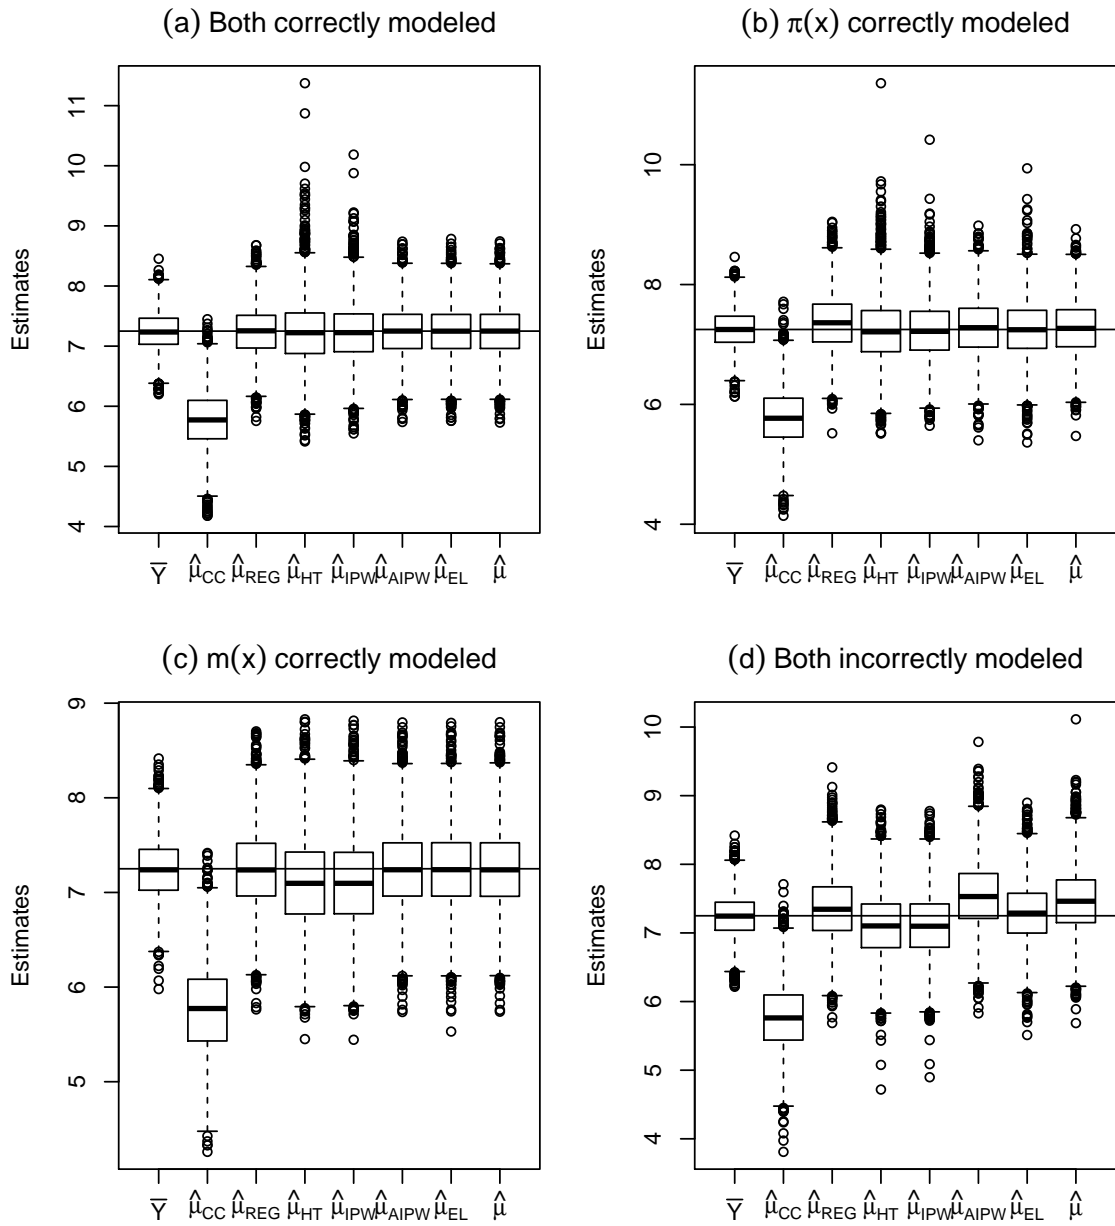 (a) Both correctly modeled
Estimates
11
10
9
8
7
6
5
4
Y̅ μ̂CC μ̂REG μ̂HT μ̂IPW μ̂AIPW μ̂EL μ̂
(b) π(x) correctly modeled
Estimates
10
8
6
4
Y̅ μ̂CC μ̂REG μ̂HT μ̂IPW μ̂AIPW μ̂EL μ̂
(c) m(x) correctly modeled
Estimates
9
8
7
6
5
Y̅ μ̂CC μ̂REG μ̂HT μ̂IPW μ̂AIPW μ̂EL μ̂
(d) Both incorrectly modeled
Estimates
10
9
8
7
6
5
4
Y̅ μ̂CC μ̂REG μ̂HT μ̂IPW μ̂AIPW μ̂EL μ̂